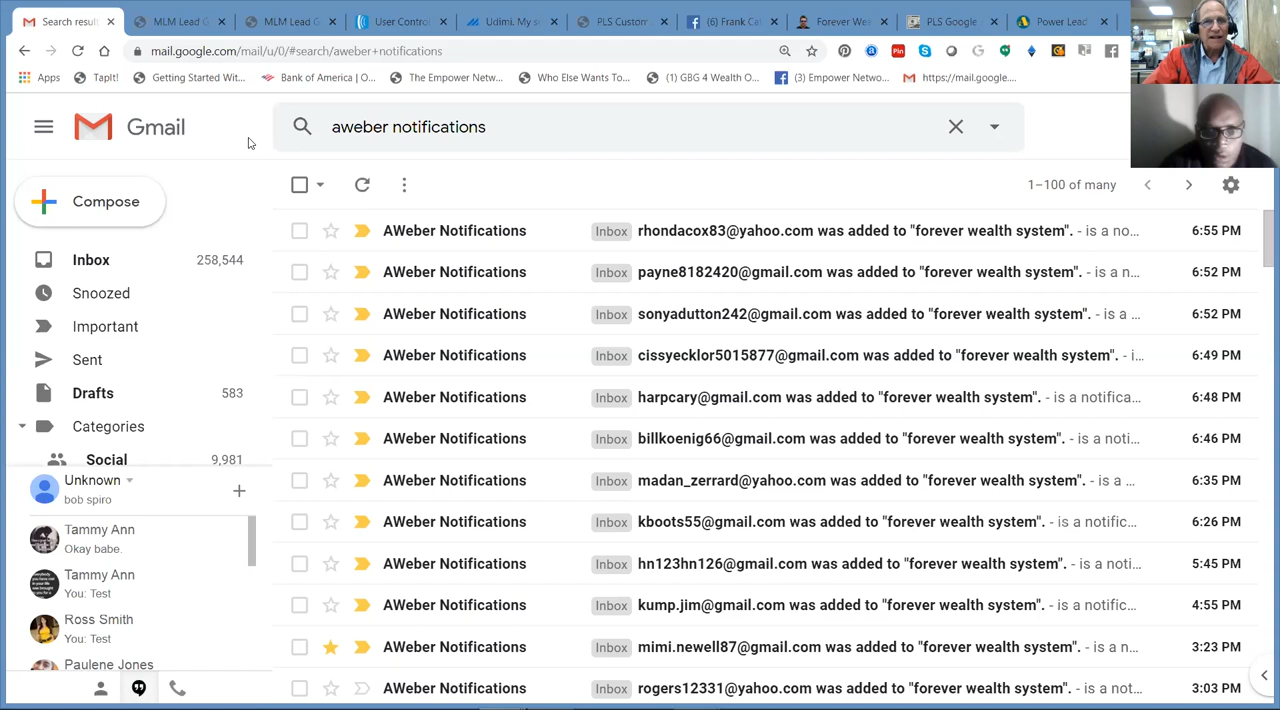 Search result
MLM Lead G
MLM Lead G
User Control
Udimi. My s
PLS Custom
(6) Frank Cal
Forever Wea
PLS Google
Power Lead
mail.google.com/mail/u/0/#search/aweber+notifications
Apps
TapIt!
Getting Started Wit...
Bank of America | O...
The Empower Netw...
Who Else Wants To...
(1) GBG 4 Wealth O...
(3) Empower Netwo...
https://mail.google....
Gmail
aweber notifications
Compose
1–100 of many
Inbox 258,544
Snoozed
Important
Sent
Drafts 583
Categories
Social 9,981
Unknown
bob spiro
Tammy Ann
Okay babe.
Tammy Ann
You: Test
Ross Smith
You: Test
Paulene Jones
AWeber Notifications Inbox rhondacox83@yahoo.com was added to "forever wealth system". - is a no... 6:55 PM
AWeber Notifications Inbox payne8182420@gmail.com was added to "forever wealth system". - is a n... 6:52 PM
AWeber Notifications Inbox sonyadutton242@gmail.com was added to "forever wealth system". - is a ... 6:52 PM
AWeber Notifications Inbox cissyecklor5015877@gmail.com was added to "forever wealth system". - i... 6:49 PM
AWeber Notifications Inbox harpcary@gmail.com was added to "forever wealth system". - is a notifica... 6:48 PM
AWeber Notifications Inbox billkoenig66@gmail.com was added to "forever wealth system". - is a noti... 6:46 PM
AWeber Notifications Inbox madan_zerrard@yahoo.com was added to "forever wealth system". - is a ... 6:35 PM
AWeber Notifications Inbox kboots55@gmail.com was added to "forever wealth system". - is a notific... 6:26 PM
AWeber Notifications Inbox hn123hn126@gmail.com was added to "forever wealth system". - is a noti... 5:45 PM
AWeber Notifications Inbox kump.jim@gmail.com was added to "forever wealth system". - is a notific... 4:55 PM
AWeber Notifications Inbox mimi.newell87@gmail.com was added to "forever wealth system". - is a n... 3:23 PM
AWeber Notifications Inbox rogers12331@yahoo.com was added to "forever wealth system". - is a not... 3:03 PM